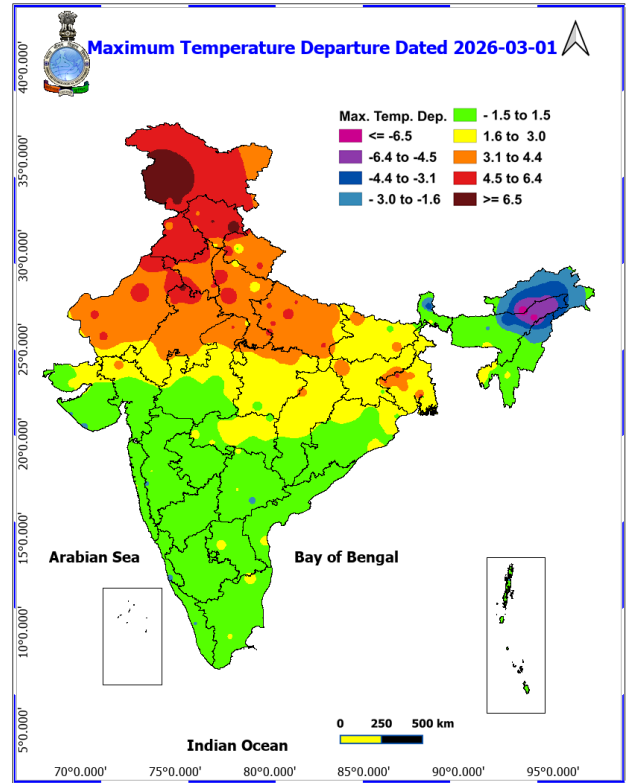 Maximum Temperature Departure Dated 2026-03-01
Max. Temp. Dep.
<= -6.5
-6.4 to -4.5
-4.4 to -3.1
- 3.0 to -1.6
- 1.5 to 1.5
1.6 to 3.0
3.1 to 4.4
4.5 to 6.4
>= 6.5
40°0.000'
35°0.000'
30°0.000'
25°0.000'
20°0.000'
15°0.000'
10°0.000'
5°0.000'
Arabian Sea
Bay of Bengal
Indian Ocean
0 250 500 km
70°0.000' 75°0.000' 80°0.000' 85°0.000' 90°0.000' 95°0.000'